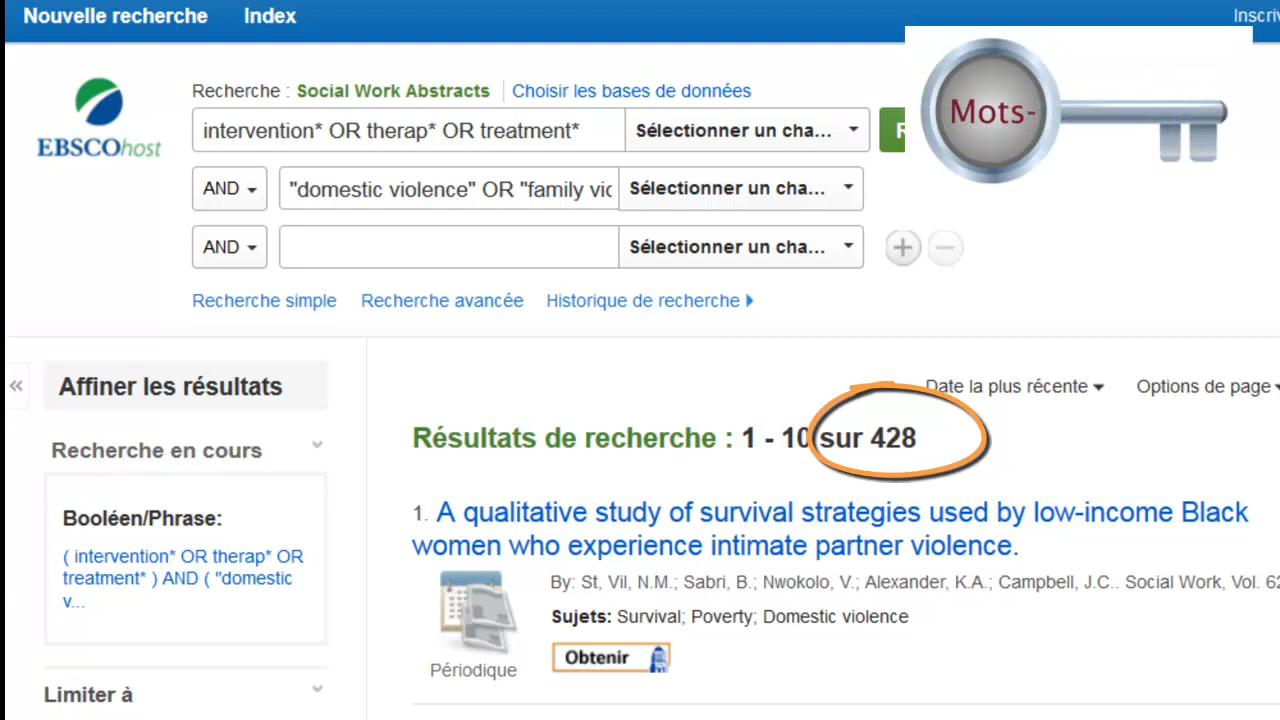 Nouvelle recherche Index
Mots-
EBSCOhost
Recherche : Social Work Abstracts Choisir les bases de données
intervention* OR therap* OR treatment* Sélectionner un cha...
AND "domestic violence" OR "family Sélectionner un cha...
AND Sélectionner un cha...
Recherche simple Recherche avancée Historique de recherche
Affiner les résultats
Date la plus récente Options de page
Recherche en cours
Résultats de recherche : 1 - 10 sur 428
Booléen/Phrase:
( intervention* OR therap* OR
treatment* ) AND ( "domestic
v...
1. A qualitative study of survival strategies used by low-income Black
women who experience intimate partner violence.
By: St, Vil, N.M.; Sabri, B.; Nwokolo, V.; Alexander, K.A.; Campbell, J.C.. Social Work, Vol.
Sujets: Survival; Poverty; Domestic violence
Obtenir
Périodique
Limiter à